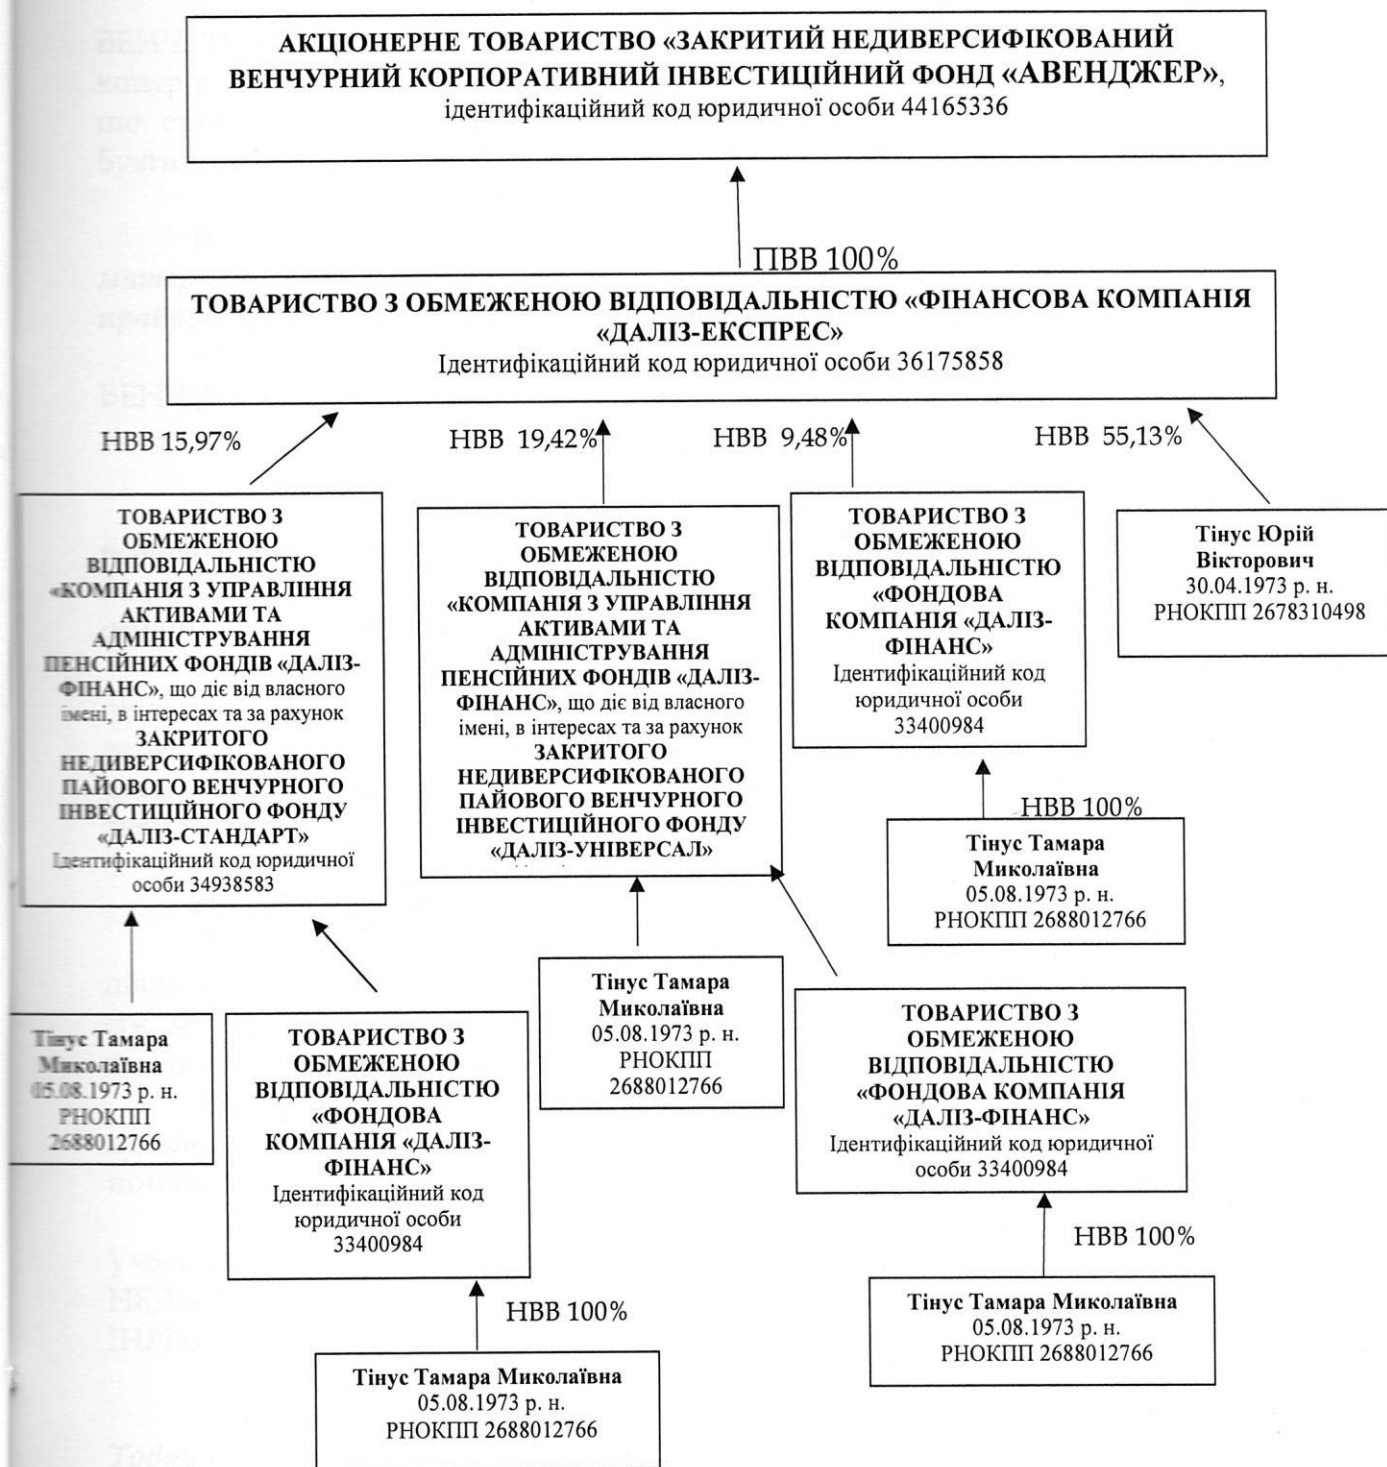 АКЦІОНЕРНЕ ТОВАРИСТВО «ЗАКРИТИЙ НЕДИВЕРСИФІКОВАНИЙ
ВЕНЧУРНИЙ КОРПОРАТИВНИЙ ІНВЕСТИЦІЙНИЙ ФОНД «АВЕНДЖЕР»,
ідентифікаційний код юридичної особи 44165336
ПВВ 100%
ТОВАРИСТВО З ОБМЕЖЕНОЮ ВІДПОВІДАЛЬНІСТЮ «ФІНАНСОВА КОМПАНІЯ
«ДАЛІЗ-ЕКСПРЕС»
Ідентифікаційний код юридичної особи 36175858
НВВ 15,97%
НВВ 19,42%
НВВ 9,48%
НВВ 55,13%
ТОВАРИСТВО З
ОБМЕЖЕНОЮ
ВІДПОВІДАЛЬНІСТЮ
«КОМПАНІЯ З УПРАВЛІННЯ
АКТИВАМИ ТА
АДМІНІСТРУВАННЯ
ПЕНСІЙНИХ ФОНДІВ «ДАЛІЗ-
ФІНАНС», що діє від власного
імені, в інтересах та за рахунок
ЗАКРИТОГО
НЕДИВЕРСИФІКОВАНОГО
ПАЙОВОГО ВЕНЧУРНОГО
ІНВЕСТИЦІЙНОГО ФОНДУ
«ДАЛІЗ-СТАНДАРТ»
Ідентифікаційний код юридичної
особи 34938583
ТОВАРИСТВО З
ОБМЕЖЕНОЮ
ВІДПОВІДАЛЬНІСТЮ
«КОМПАНІЯ З УПРАВЛІННЯ
АКТИВАМИ ТА
АДМІНІСТРУВАННЯ
ПЕНСІЙНИХ ФОНДІВ «ДАЛІЗ-
ФІНАНС», що діє від власного
імені, в інтересах та за рахунок
ЗАКРИТОГО
НЕДИВЕРСИФІКОВАНОГО
ПАЙОВОГО ВЕНЧУРНОГО
ІНВЕСТИЦІЙНОГО ФОНДУ
«ДАЛІЗ-УНІВЕРСАЛ»
ТОВАРИСТВО З
ОБМЕЖЕНОЮ
ВІДПОВІДАЛЬНІСТЮ
«ФОНДОВА
КОМПАНІЯ «ДАЛІЗ-
ФІНАНС»
Ідентифікаційний код
юридичної особи
33400984
Тінус Юрій
Вікторович
30.04.1973 р. н.
РНОКПП 2678310498
НВВ 100%
Тінус Тамара
Миколаївна
05.08.1973 р. н.
РНОКПП 2688012766
Тінус Тамара
Миколаївна
05.08.1973 р. н.
РНОКПП
2688012766
ТОВАРИСТВО З
ОБМЕЖЕНОЮ
ВІДПОВІДАЛЬНІСТЮ
«ФОНДОВА
КОМПАНІЯ «ДАЛІЗ-
ФІНАНС»
Ідентифікаційний код
юридичної особи
33400984
Тінус Тамара
Миколаївна
05.08.1973 р. н.
РНОКПП
2688012766
ТОВАРИСТВО З
ОБМЕЖЕНОЮ
ВІДПОВІДАЛЬНІСТЮ
«ФОНДОВА КОМПАНІЯ
«ДАЛІЗ-ФІНАНС»
Ідентифікаційний код юридичної
особи 33400984
НВВ 100%
Тінус Тамара Миколаївна
05.08.1973 р. н.
РНОКПП 2688012766
НВВ 100%
Тінус Тамара Миколаївна
05.08.1973 р. н.
РНОКПП 2688012766